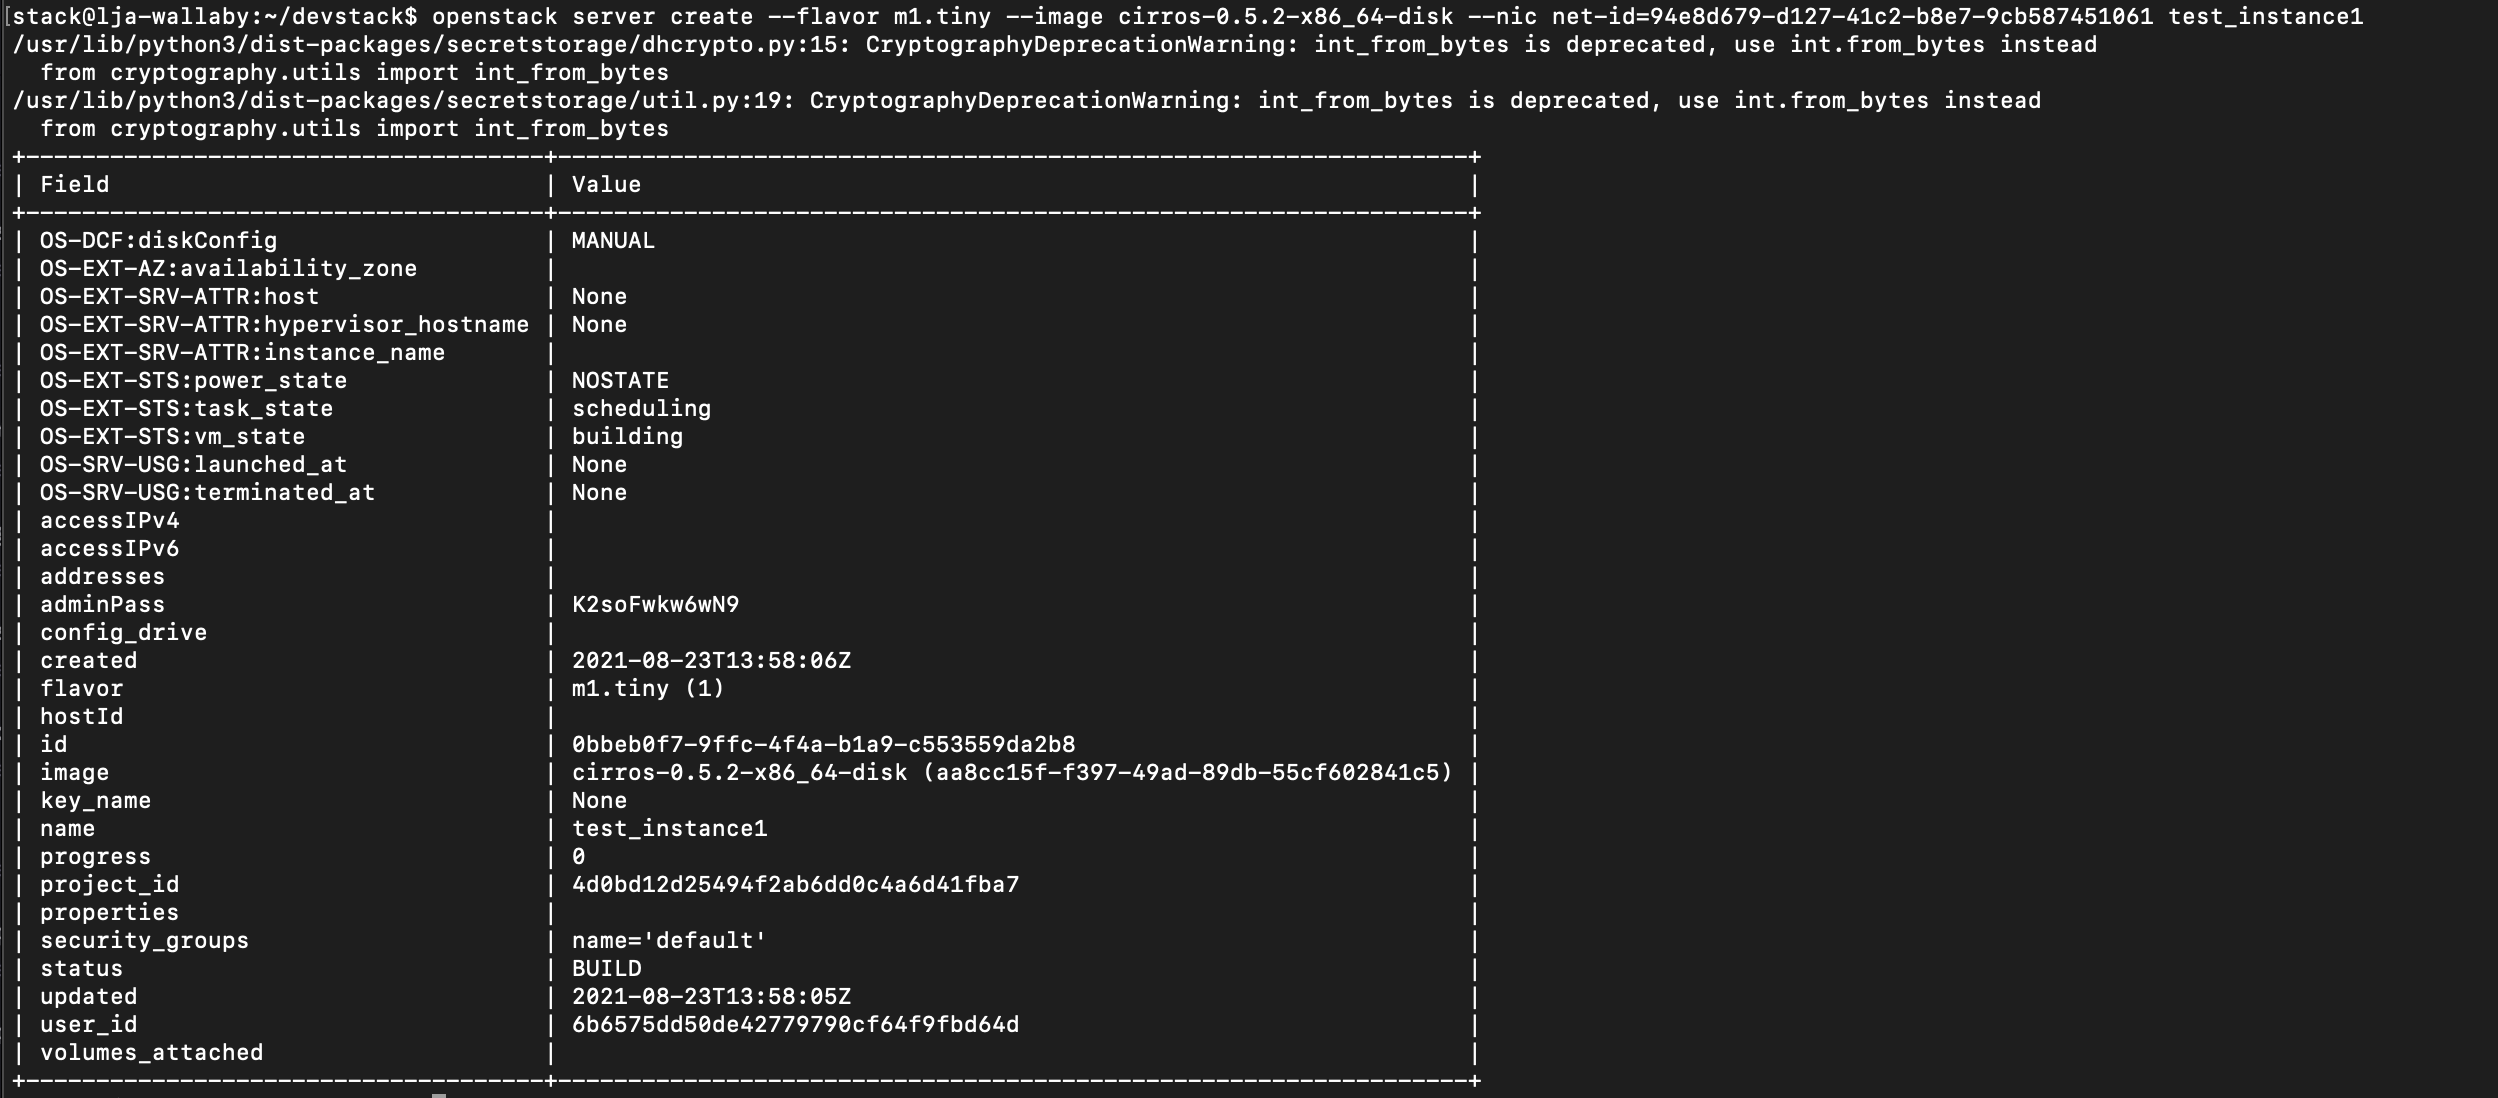 [stack@lja-wallaby:~/devstack$ openstack server create --flavor m1.tiny --image cirros-0.5.2-x86_64-disk --nic net-id=94e8d679-d127-41c2-b8e7-9cb587451061 test_instance1
/usr/lib/python3/dist-packages/secretstorage/dhcrypto.py:15: CryptographyDeprecationWarning: int_from_bytes is deprecated, use int.from_bytes instead
  from cryptography.utils import int_from_bytes
/usr/lib/python3/dist-packages/secretstorage/util.py:19: CryptographyDeprecationWarning: int_from_bytes is deprecated, use int.from_bytes instead
  from cryptography.utils import int_from_bytes
+-------------------------------------+-----------------------------------------------------------------+
| Field                               | Value                                                           |
+-------------------------------------+-----------------------------------------------------------------+
| OS-DCF:diskConfig                   | MANUAL                                                          |
| OS-EXT-AZ:availability_zone         |                                                                 |
| OS-EXT-SRV-ATTR:host                | None                                                            |
| OS-EXT-SRV-ATTR:hypervisor_hostname | None                                                            |
| OS-EXT-SRV-ATTR:instance_name       |                                                                 |
| OS-EXT-STS:power_state              | NOSTATE                                                         |
| OS-EXT-STS:task_state               | scheduling                                                      |
| OS-EXT-STS:vm_state                 | building                                                        |
| OS-SRV-USG:launched_at              | None                                                            |
| OS-SRV-USG:terminated_at            | None                                                            |
| accessIPv4                          |                                                                 |
| accessIPv6                          |                                                                 |
| addresses                           |                                                                 |
| adminPass                           | K2soFwkw6wN9                                                    |
| config_drive                        |                                                                 |
| created                             | 2021-08-23T13:58:06Z                                            |
| flavor                              | m1.tiny (1)                                                     |
| hostId                              |                                                                 |
| id                                  | 0bbeb0f7-9ffc-4f4a-b1a9-c553559da2b8                            |
| image                               | cirros-0.5.2-x86_64-disk (aa8cc15f-f397-49ad-89db-55cf602841c5) |
| key_name                            | None                                                            |
| name                                | test_instance1                                                  |
| progress                            | 0                                                               |
| project_id                          | 4d0bd12d25494f2ab6dd0c4a6d41fba7                                |
| properties                          |                                                                 |
| security_groups                     | name='default'                                                  |
| status                              | BUILD                                                           |
| updated                             | 2021-08-23T13:58:05Z                                            |
| user_id                             | 6b6575dd50de42779790cf64f9fbd64d                                |
| volumes_attached                    |                                                                 |
+-------------------------------------+-----------------------------------------------------------------+